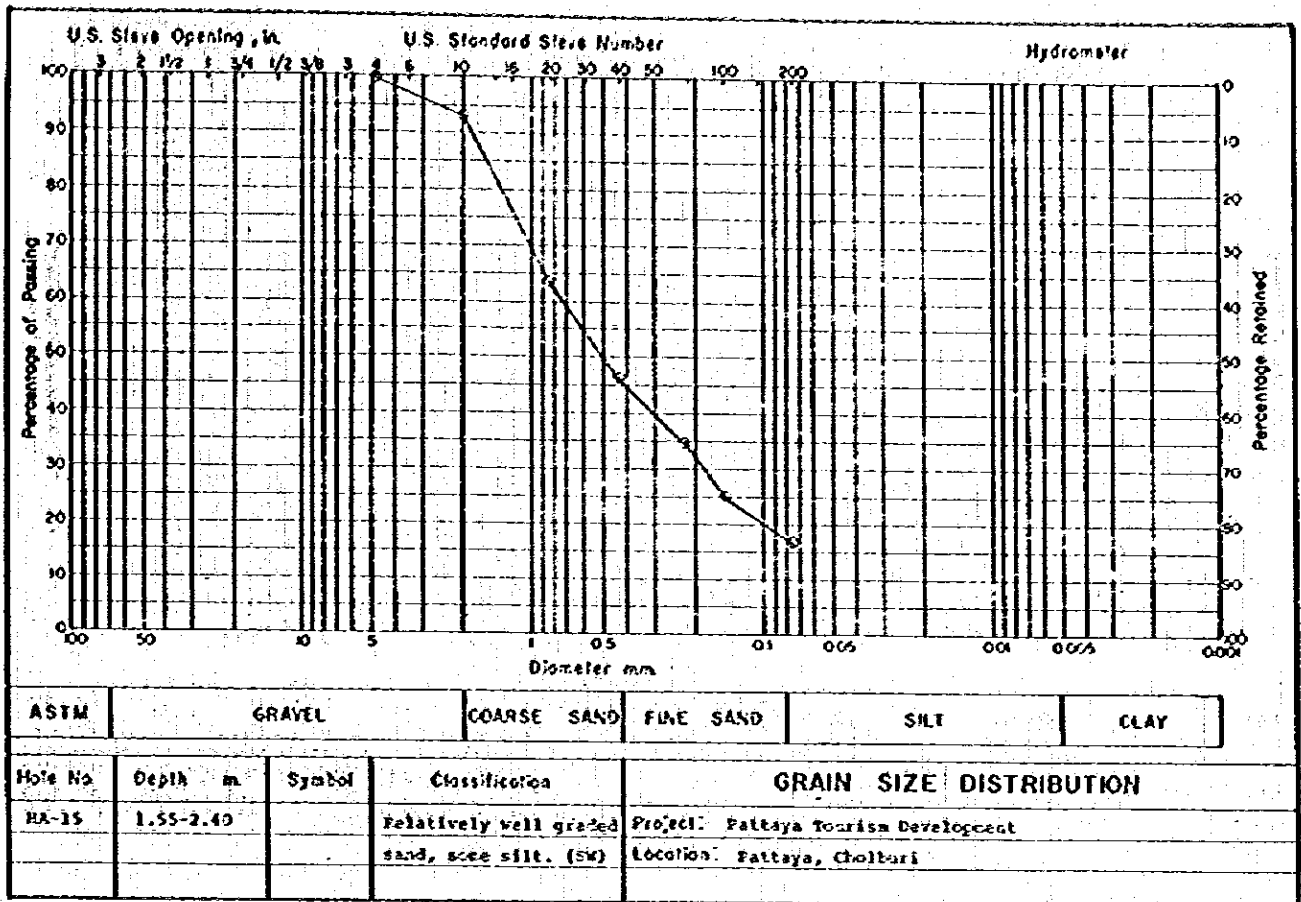 U.S. Sieve Opening, in. U.S. Standard Sieve Number Hydrometer
3 2 1 1/2 1 3/4 1/2 3/8 3 4 6 10 16 20 30 40 50 100 200
100 0
90 10
80 20
70 30
60 40
50 50
40 60
30 70
20 80
10 90
0 100
Percentage of Passing
Percentage Retained
100 50 10 5 1 0.5 0.1 0.05 0.01 0.005 0.001
Diameter mm
ASTM GRAVEL COARSE SAND FINE SAND SILT CLAY
Hole No. Depth m. Symbol Classification GRAIN SIZE DISTRIBUTION
HA-15 1.55-2.40 Relatively well graded Project: Pattaya Tourism Development
sand, some silt. (SW) Location: Pattaya, Cholburi